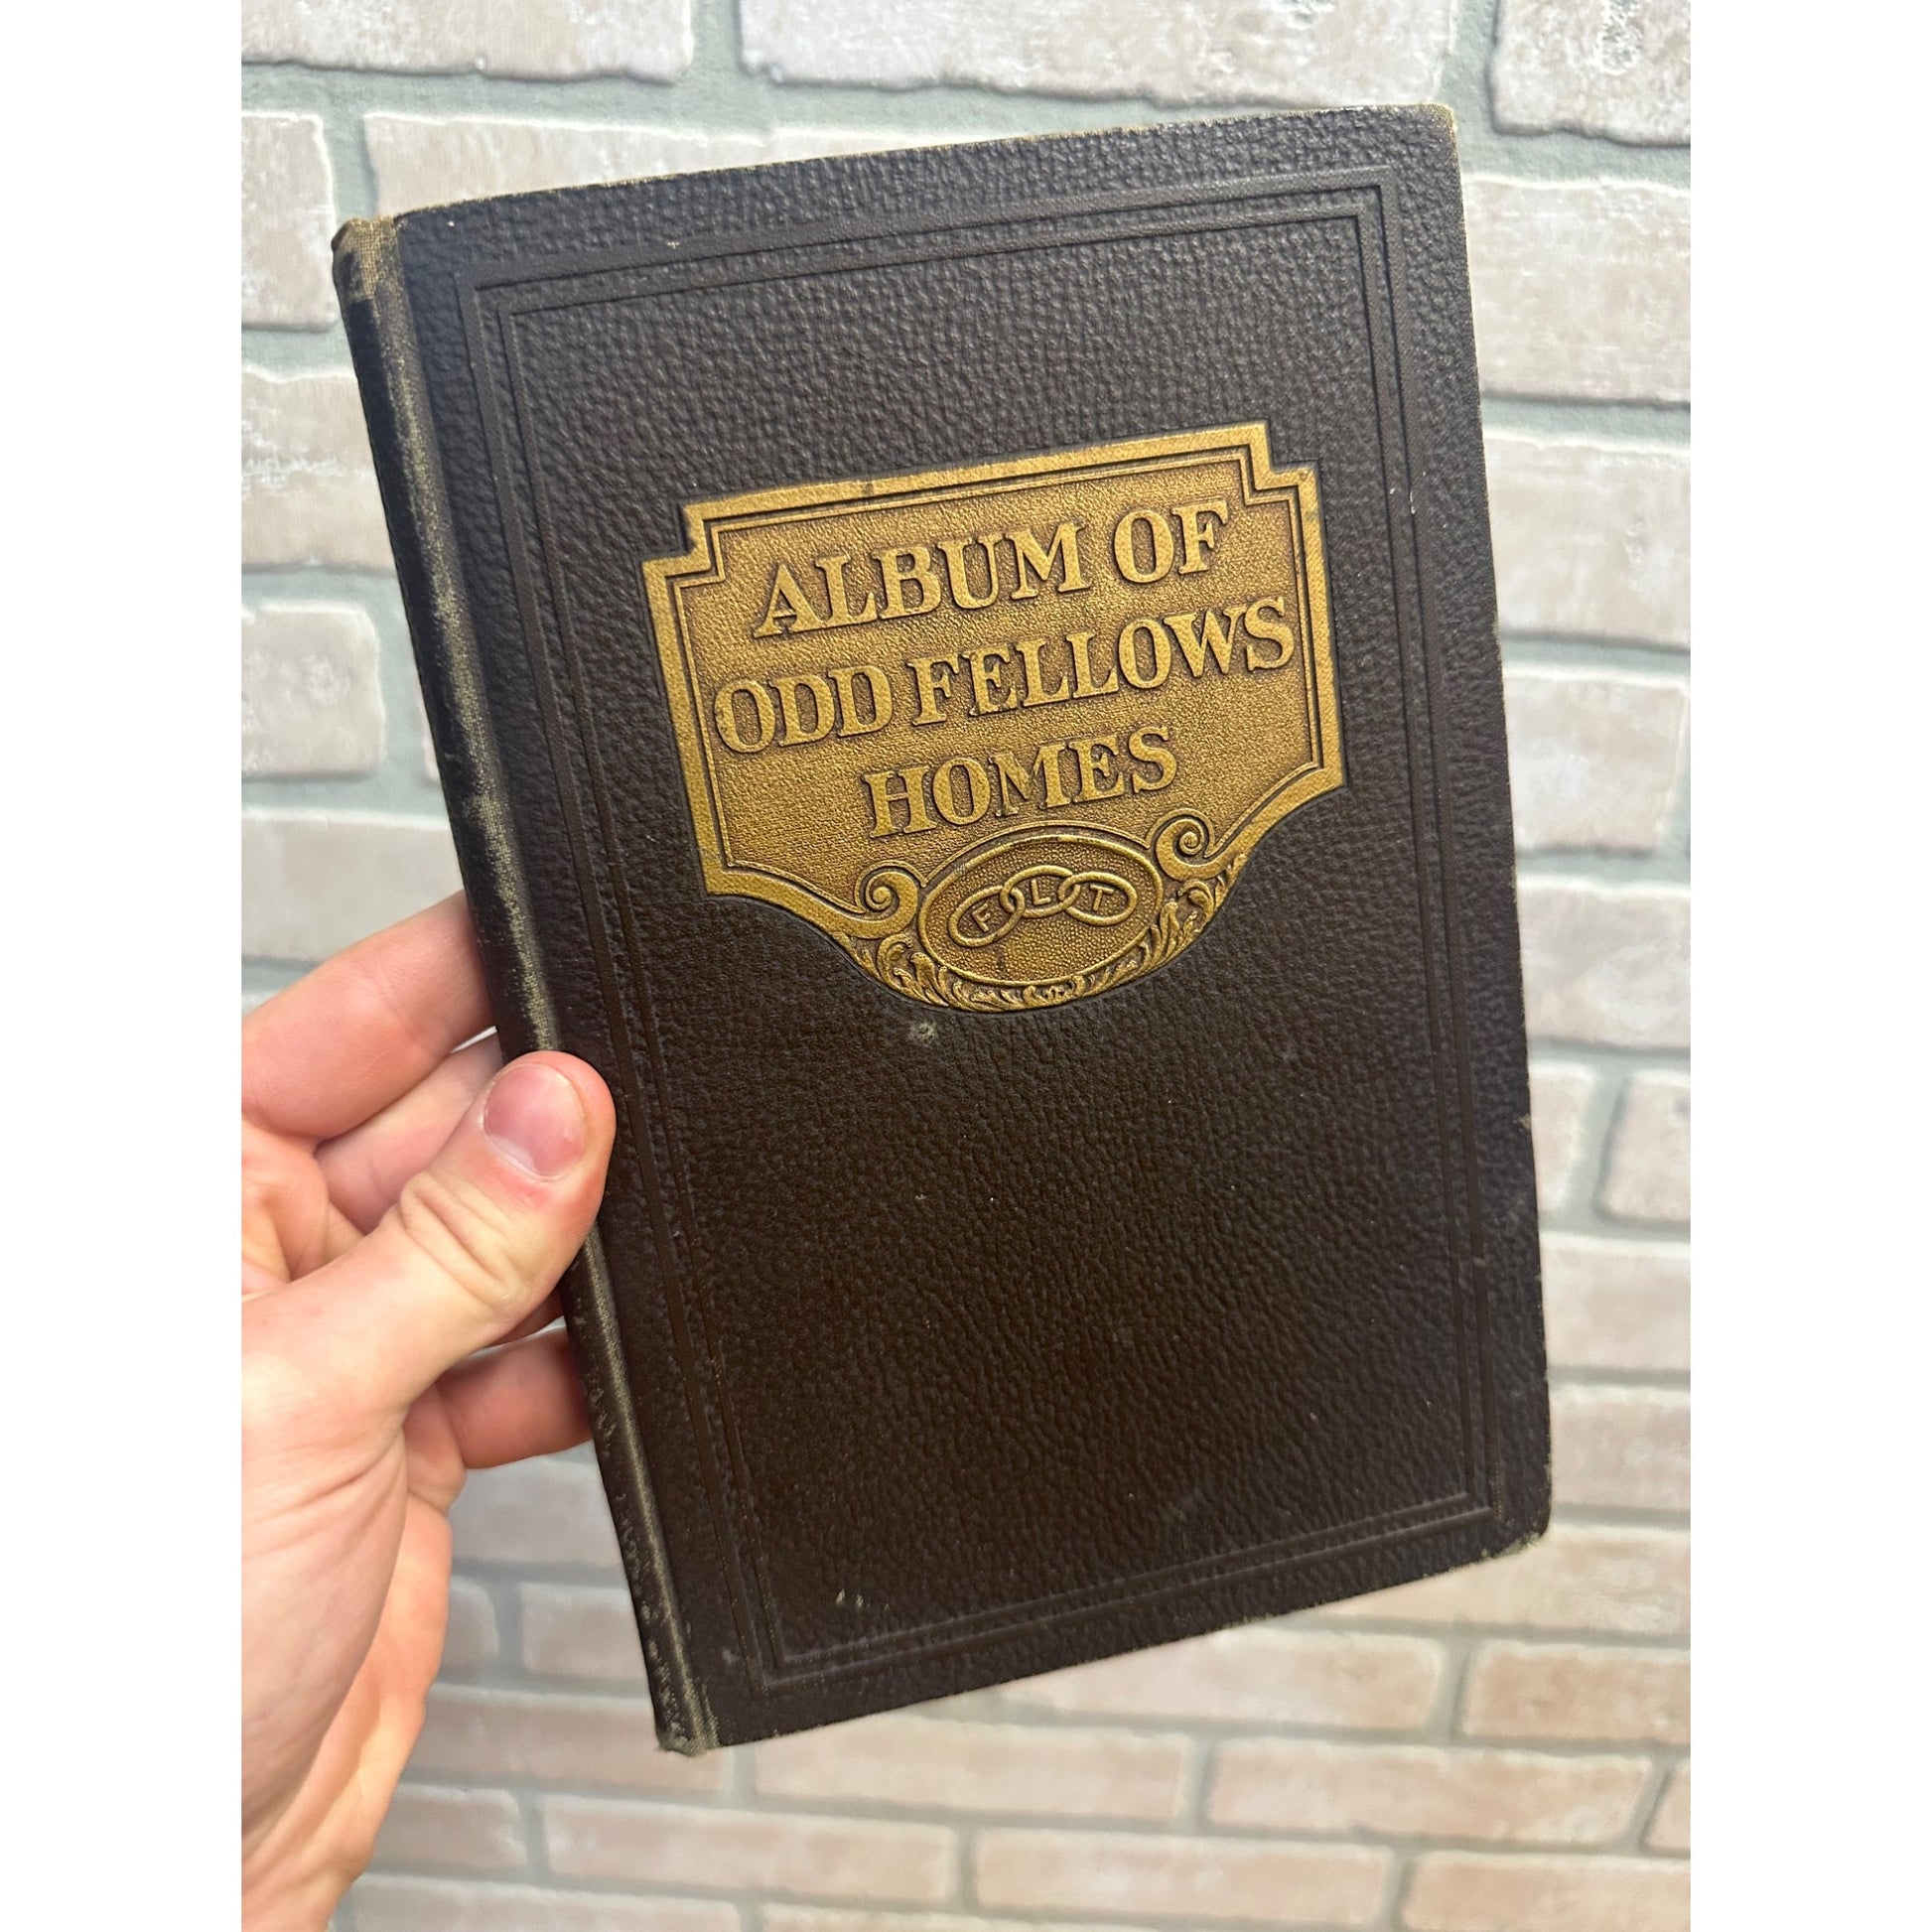 ALBUM OF
ODD FELLOWS
HOMES
F L T